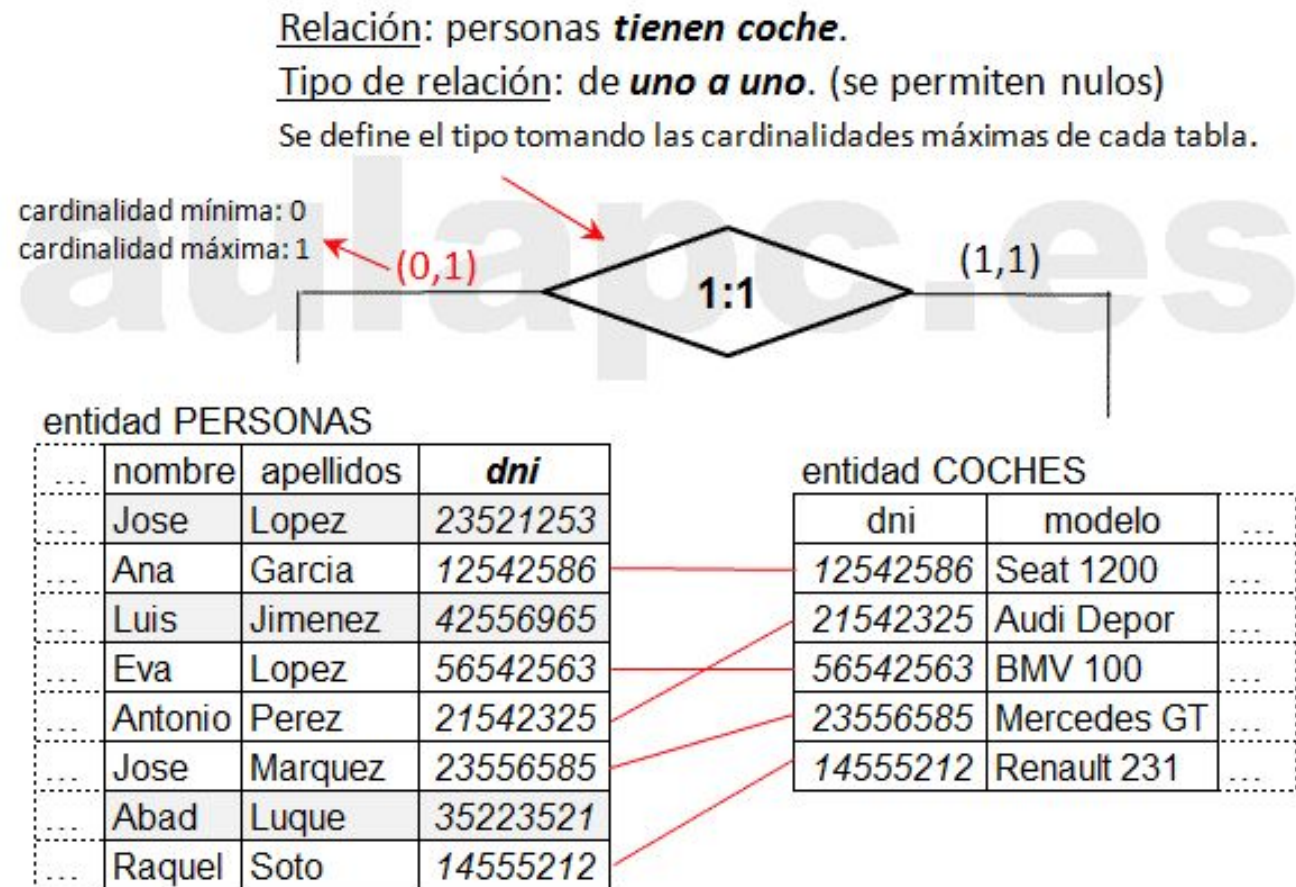 Relación: personas tienen coche.
Tipo de relación: de uno a uno. (se permiten nulos)
Se define el tipo tomando las cardinalidades máximas de cada tabla.
aulapc.es
cardinalidad mínima: 0
cardinalidad máxima: 1
(0,1)
1:1
(1,1)
entidad PERSONAS
... nombre apellidos dni
... Jose Lopez 23521253
... Ana Garcia 12542586
... Luis Jimenez 42556965
... Eva Lopez 56542563
... Antonio Perez 21542325
... Jose Marquez 23556585
... Abad Luque 35223521
... Raquel Soto 14555212
entidad COCHES
dni modelo ...
12542586 Seat 1200 ...
21542325 Audi Depor ...
56542563 BMV 100 ...
23556585 Mercedes GT ...
14555212 Renault 231 ...